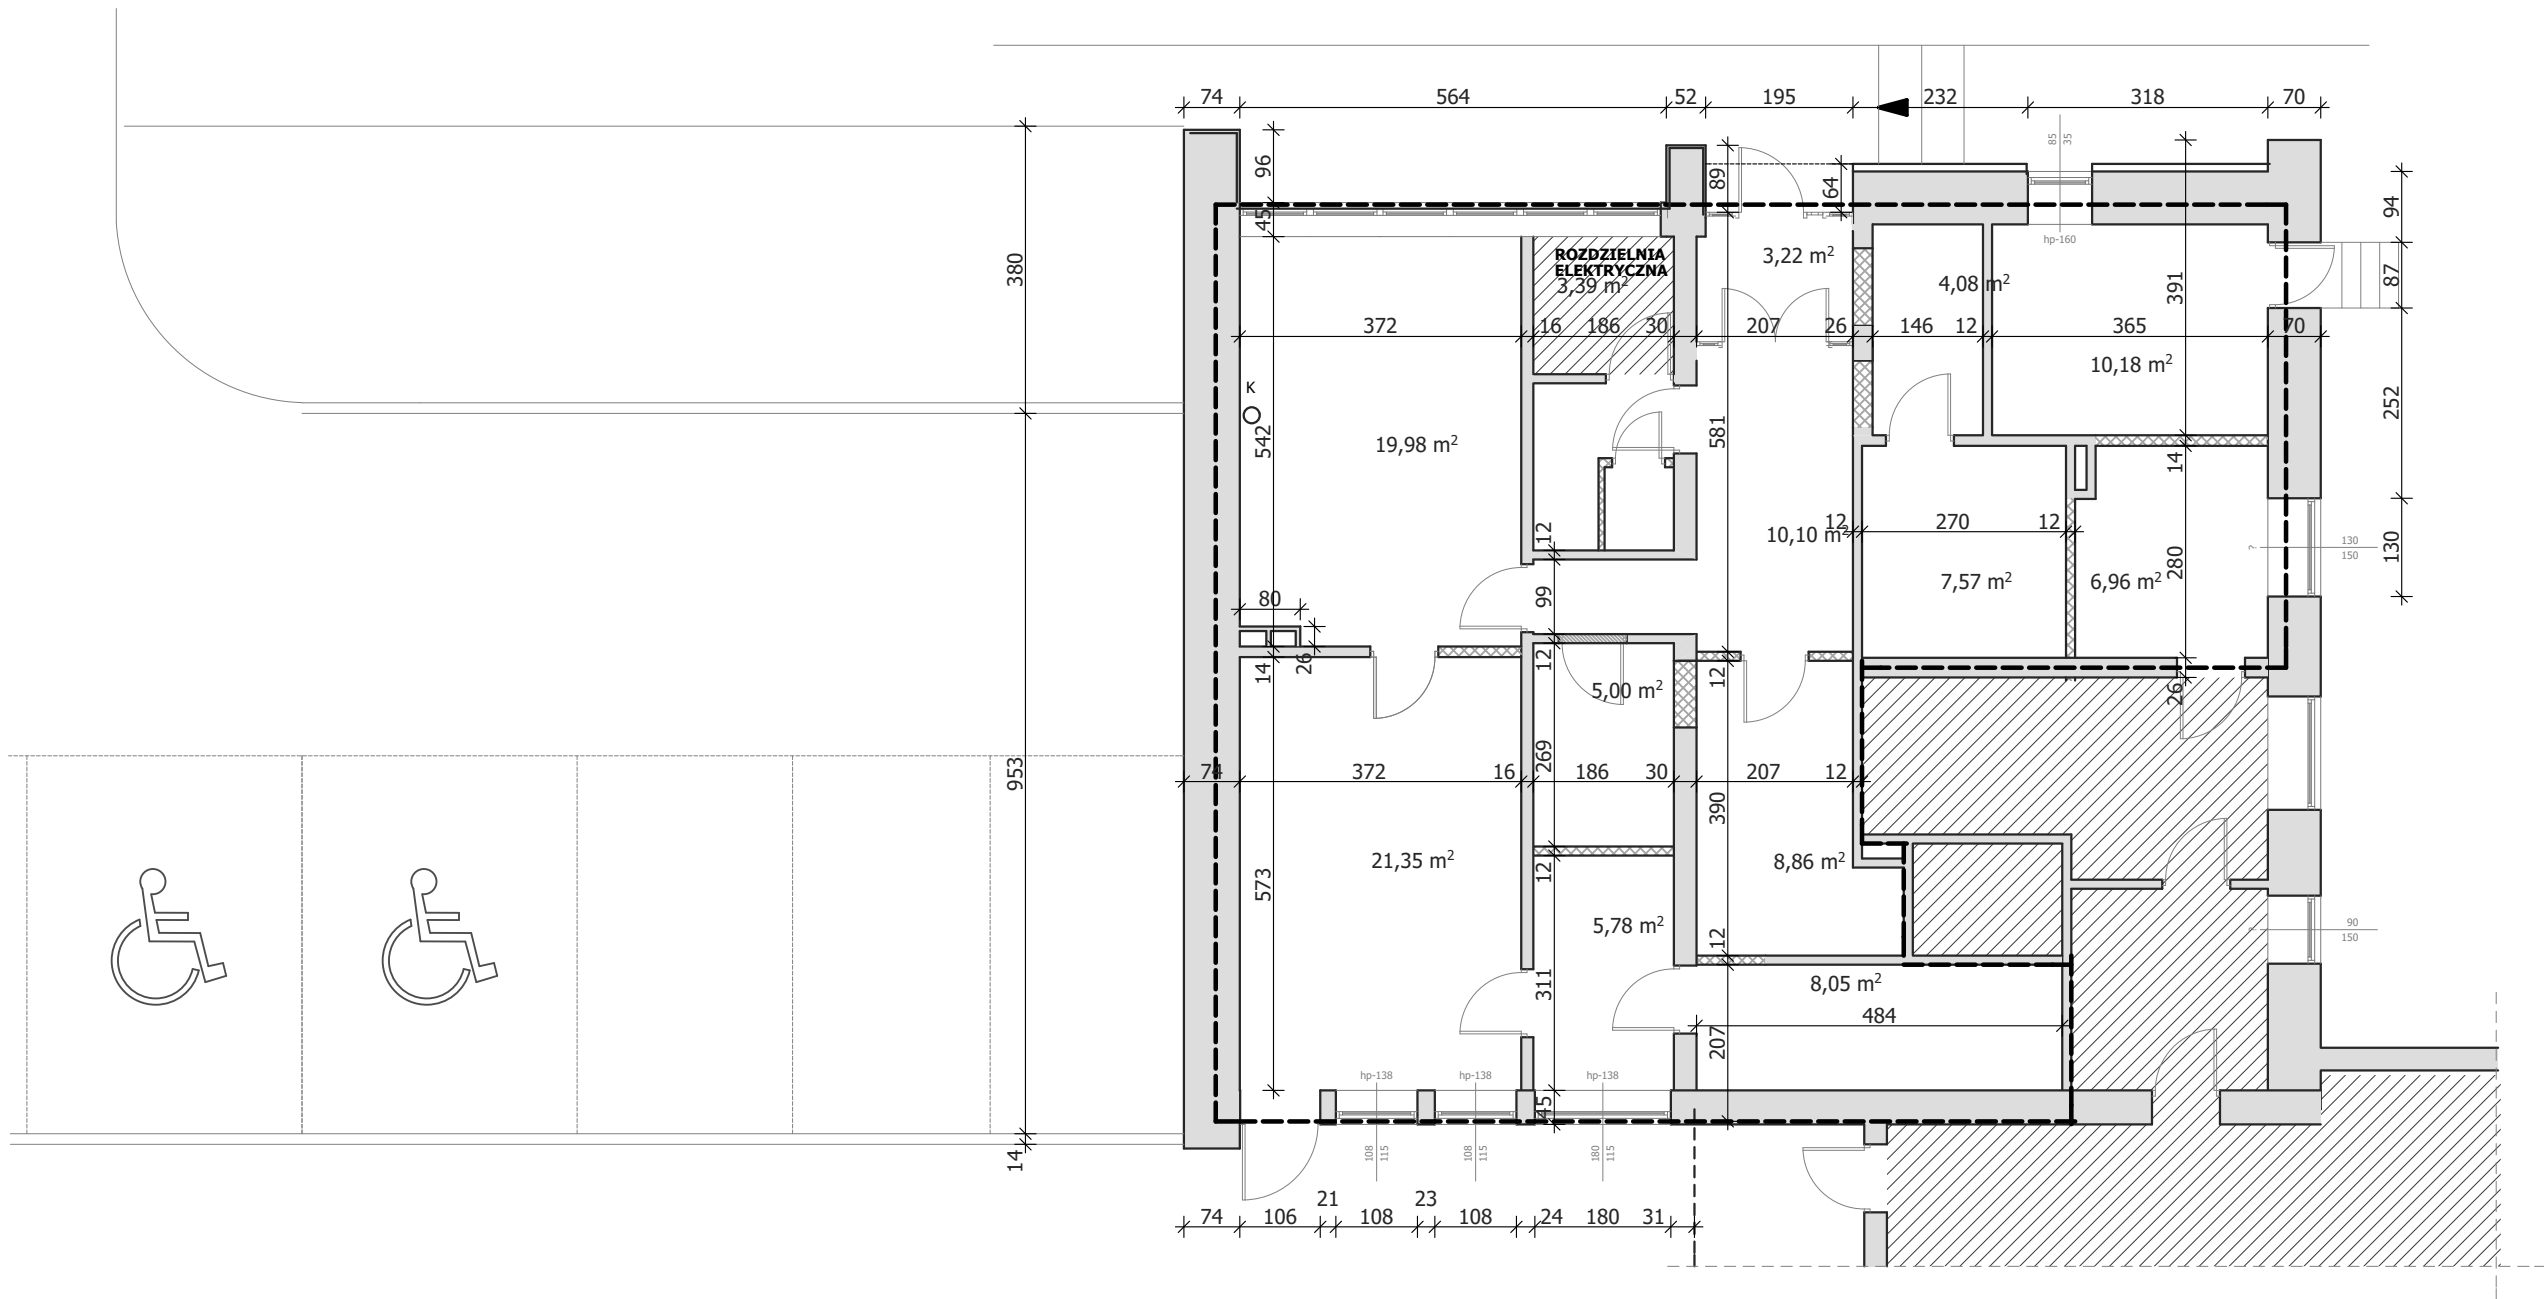 74 564 52 195 232 318 70
96
89
64
85
35
94
45
ROZDZIELNIA
ELEKTRYCZNA
3,39 m²
3,22 m²
4,08 m²
hp-160
380
391
87
372 16 186 30 207 26 146 12 365 70
10,18 m²
K
542
19,98 m²
581
252
14
12
10,10 m²
12 270 12
130
150
?
130
7,57 m²
6,96 m²
280
80
99
14
26
12
5,00 m²
12
26
953
74 372 16 269 186 30 207 12
390
573
21,35 m²
12
8,86 m²
5,78 m²
12
90
150
?
311
8,05 m²
484
207
hp-138
hp-138
hp-138
45
14
108
115
108
115
180
115
21 23
74 106 108 108 24 180 31